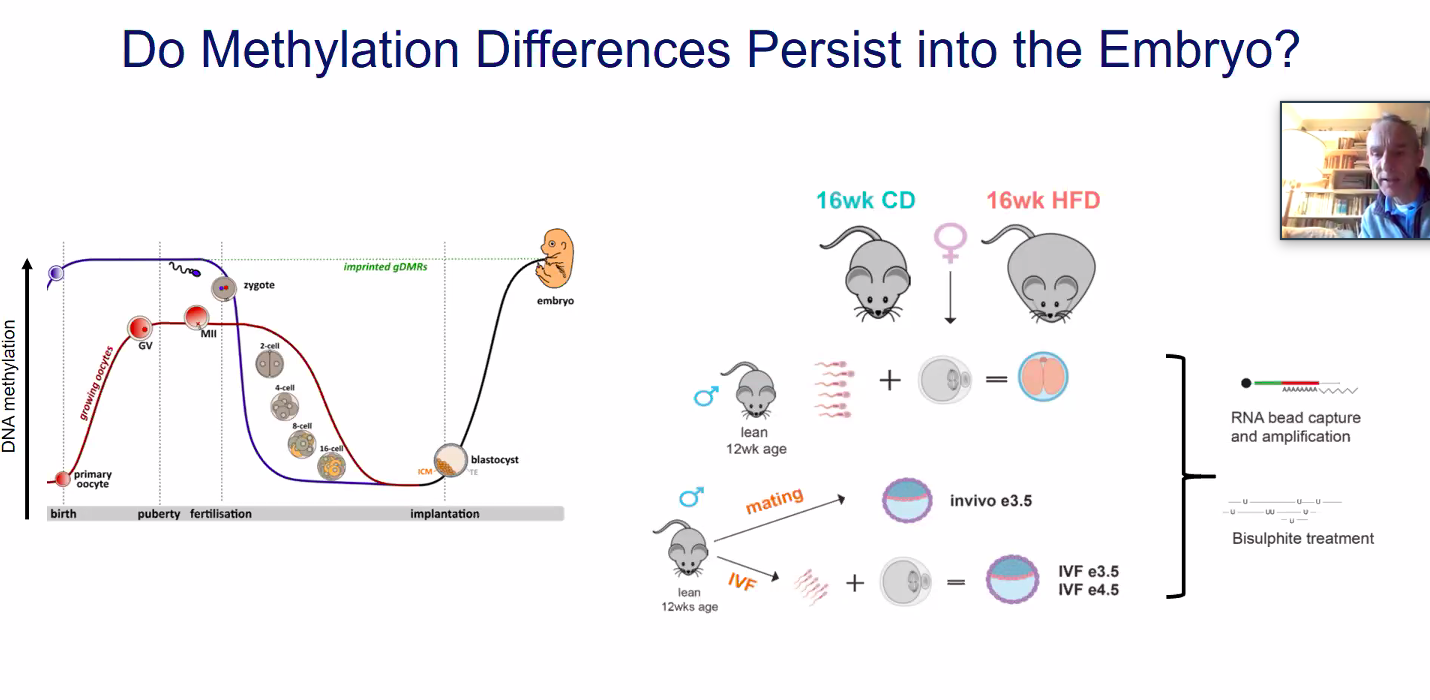 Do Methylation Differences Persist into the Embryo?
DNA methylation
imprinted gDMRs
zygote
embryo
MII
GV
growing oocytes
2-cell
4-cell
8-cell
16-cell
blastocyst
ICM
TE
primary
oocyte
birth
puberty
fertilisation
implantation
16wk CD
16wk HFD
+
=
lean
12wk age
mating
invivo e3.5
IVF
+
=
IVF e3.5
IVF e4.5
lean
12wks age
AAAAAAA
RNA bead capture
and amplification
U U U
U UU U
U
Bisulphite treatment